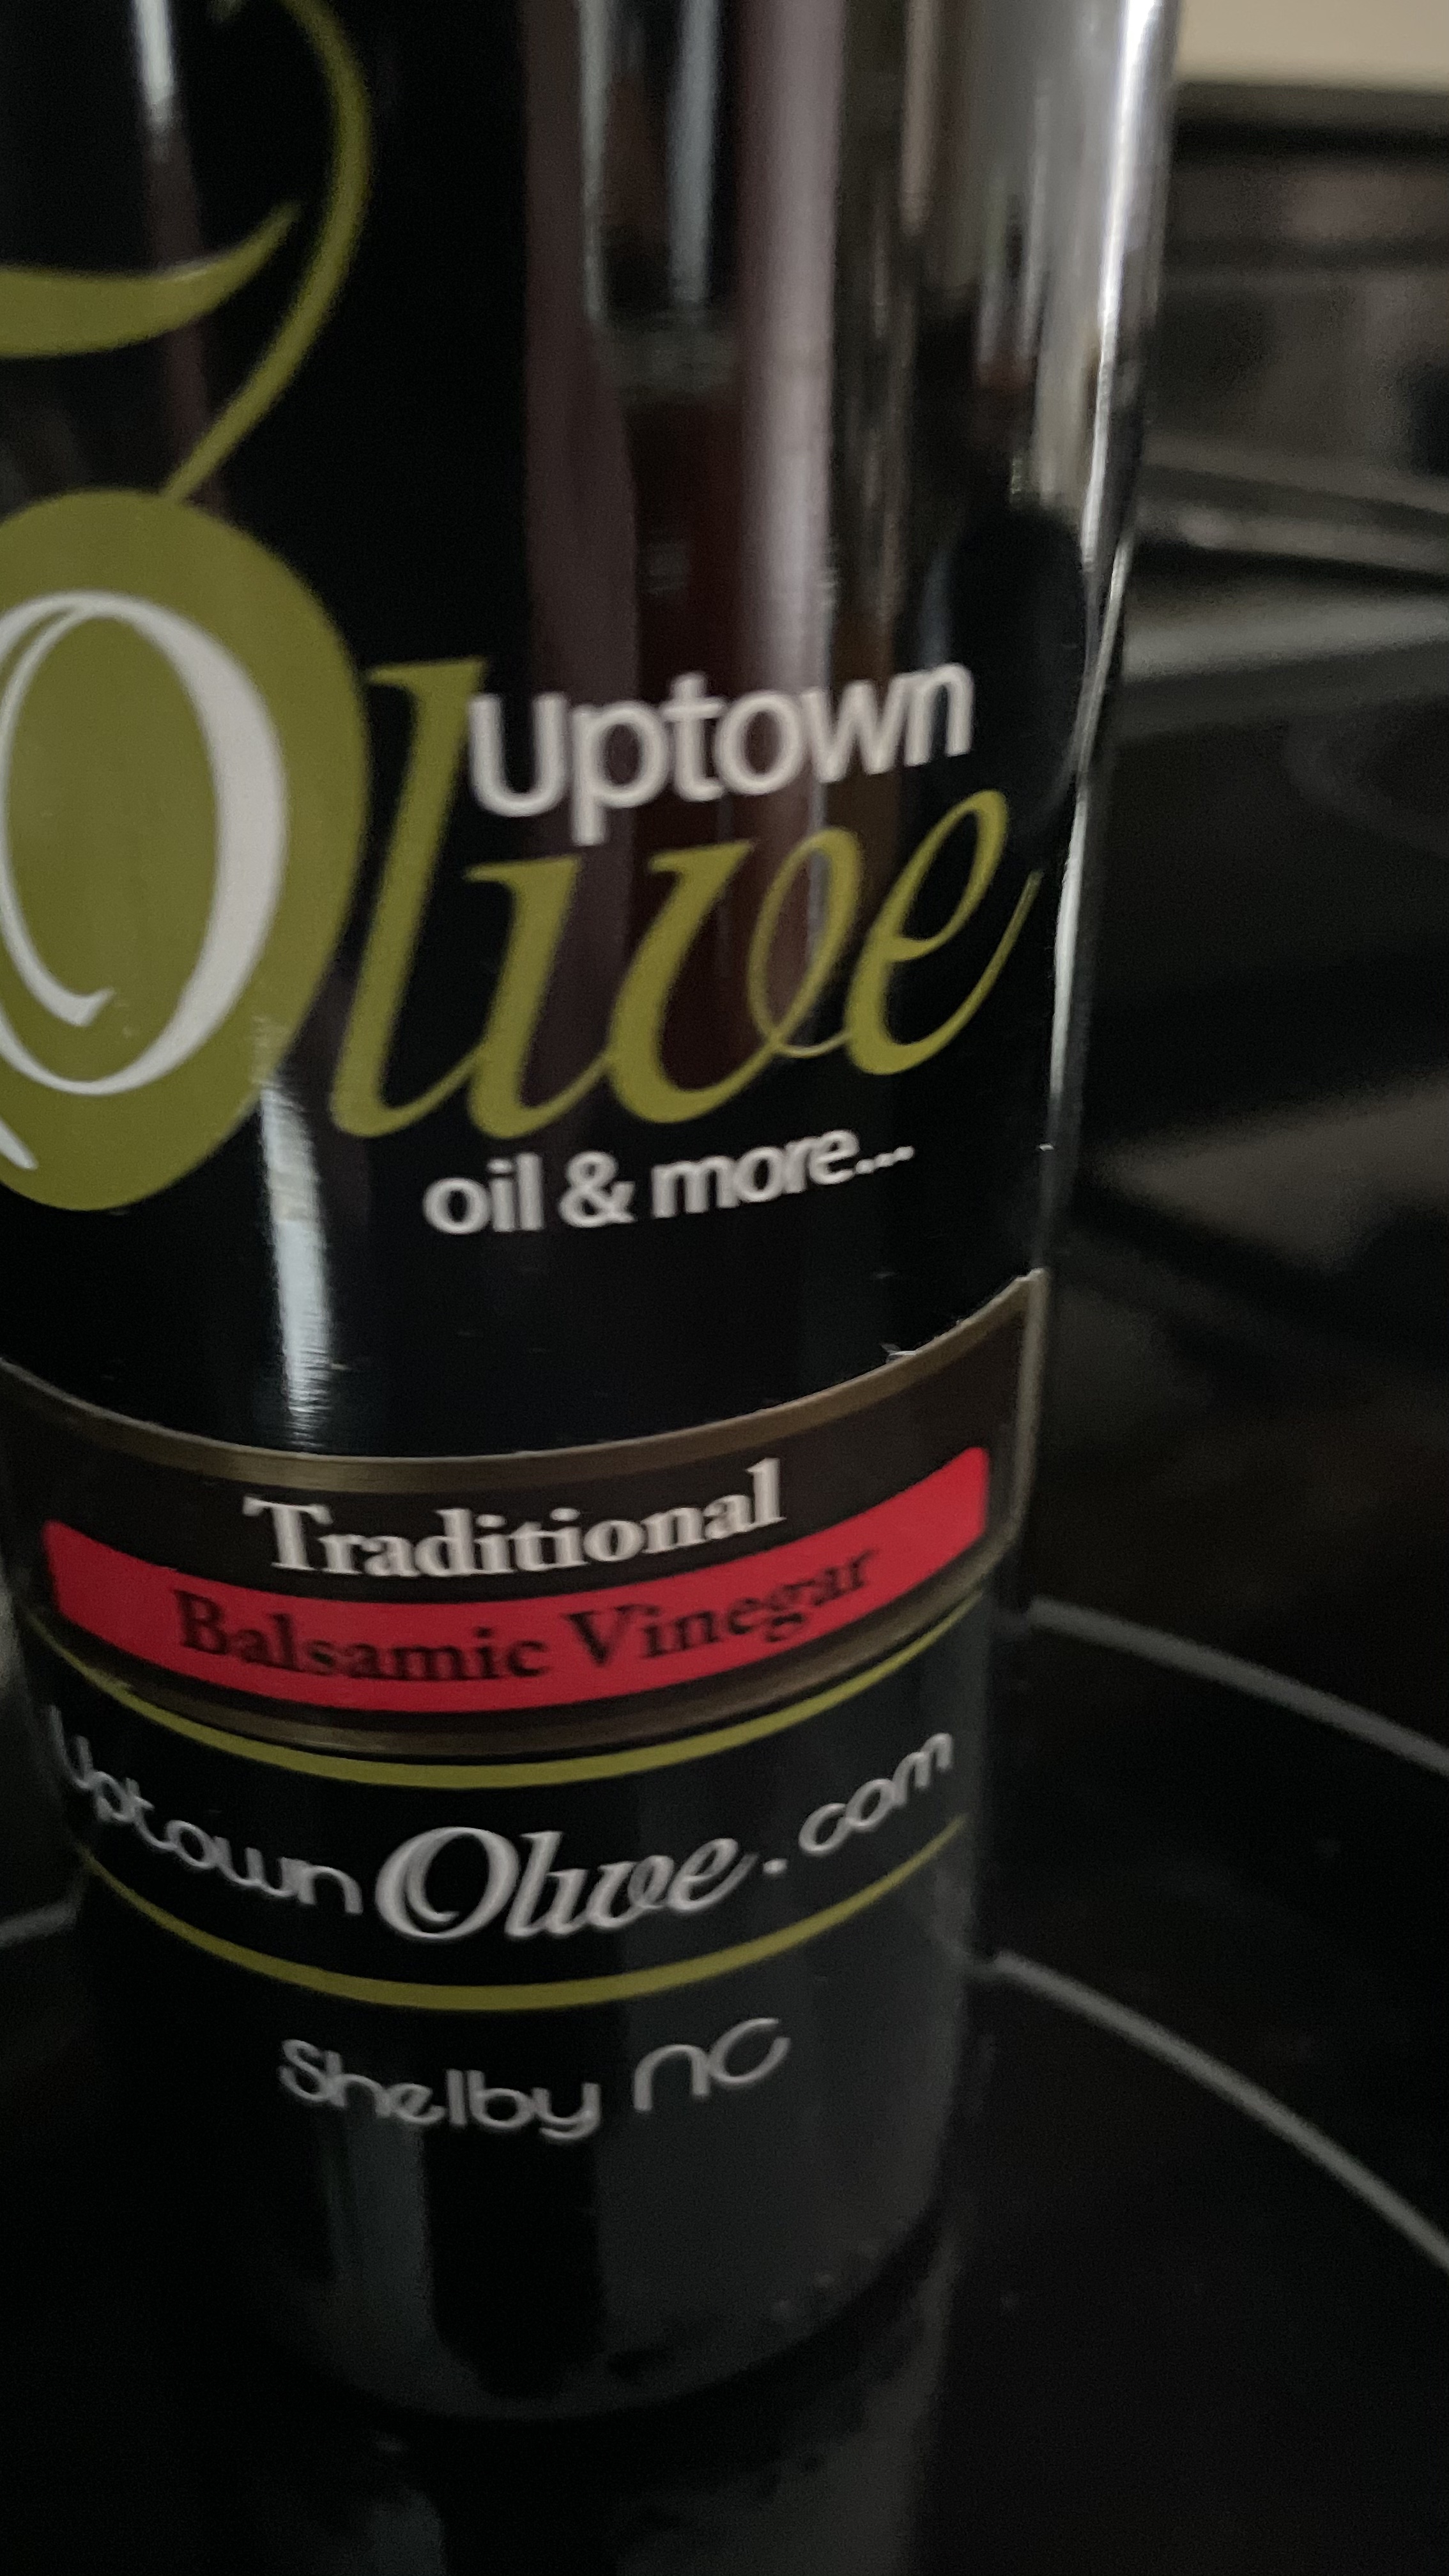 Uptown
Olive
oil & more...
Traditional
Balsamic Vinegar
UptownOlive.com
Shelby NC